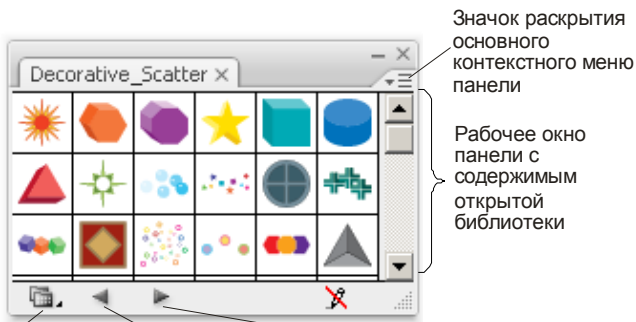 Значок раскрытия
основного
контекстного меню
панели
Decorative_Scatter
Рабочее окно
панели с
содержимым
открытой
библиотеки